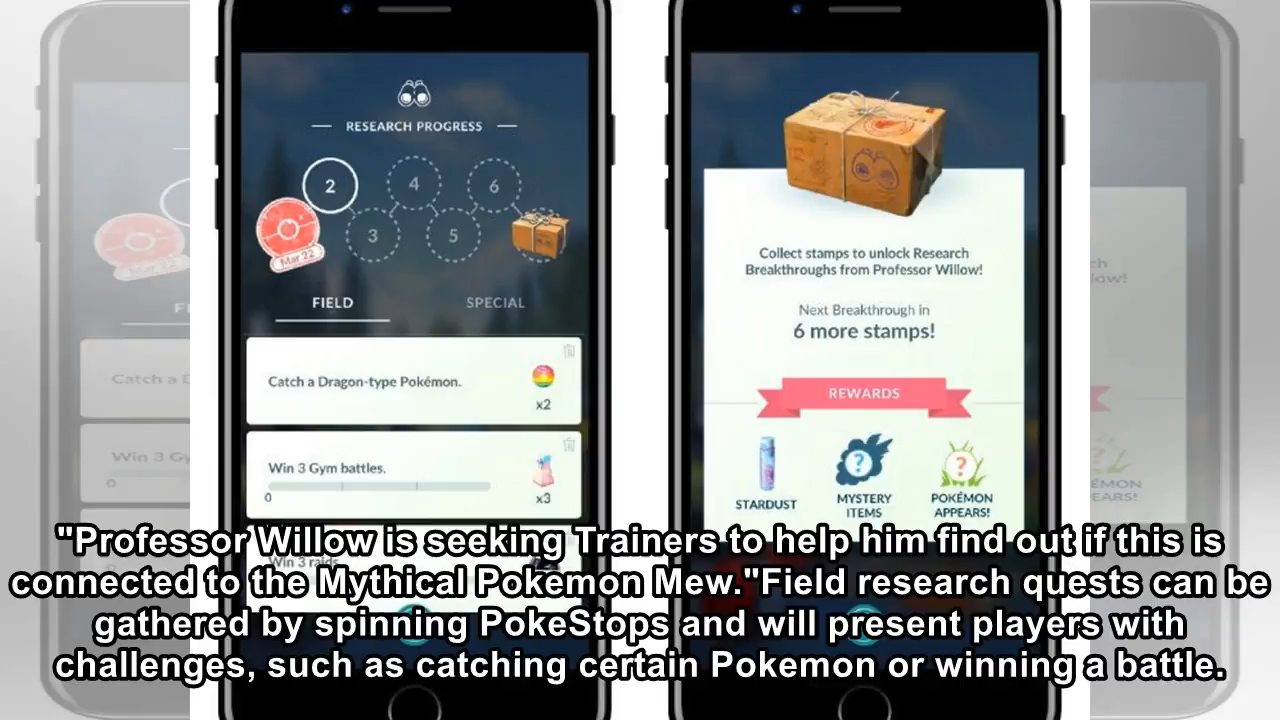 RESEARCH PROGRESS
2
4
6
3
5
Mar 22
FIELD
SPECIAL
Catch a Dragon-type Pokémon.
x2
Win 3 Gym battles.
0
x3
Win 3 raids
Collect stamps to unlock Research
Breakthroughs from Professor Willow!
Next Breakthrough in
6 more stamps!
REWARDS
STARDUST
?
MYSTERY
ITEMS
?
POKÉMON
APPEARS!
"Professor Willow is seeking Trainers to help him find out if this is
connected to the Mythical Pokemon Mew."Field research quests can be
gathered by spinning PokeStops and will present players with
challenges, such as catching certain Pokemon or winning a battle.